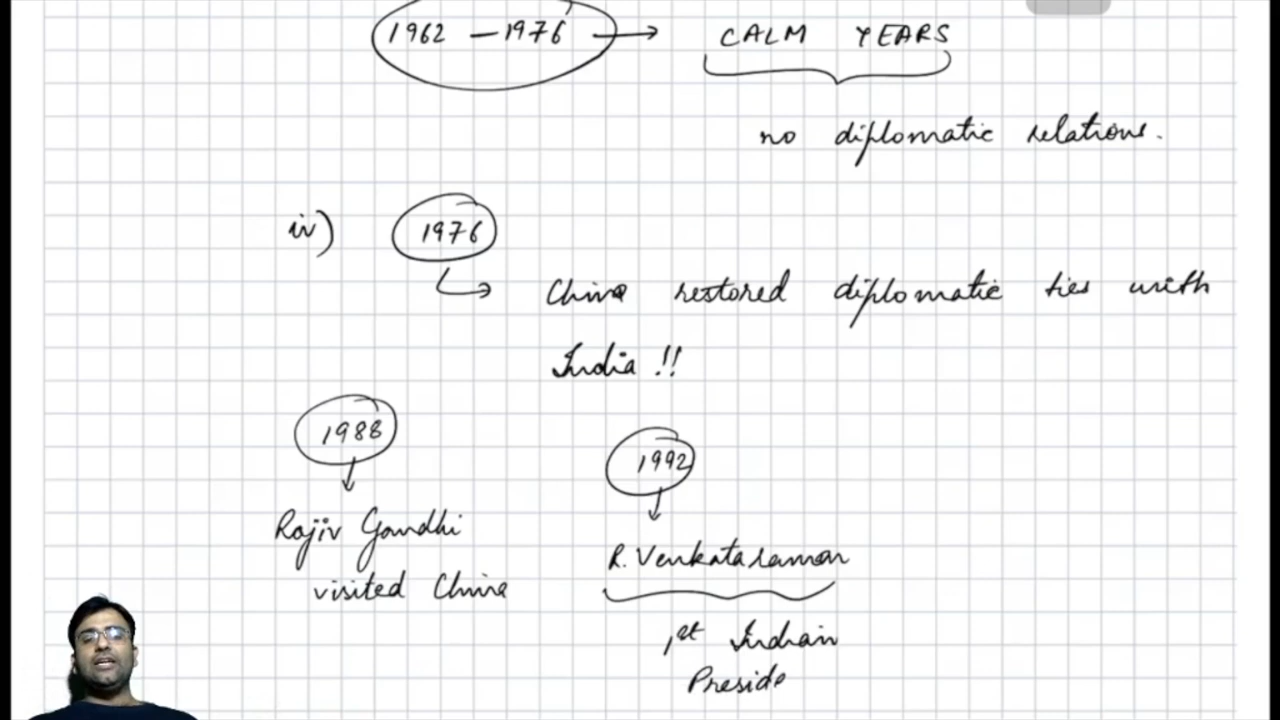 1962 — 1976 → CALM YEARS
no diplomatic relations.
iv) 1976
China restored diplomatic ties with
India !!
1988
1992
Rajiv Gandhi
visited China
R. Venkataraman
1st Indian
Preside